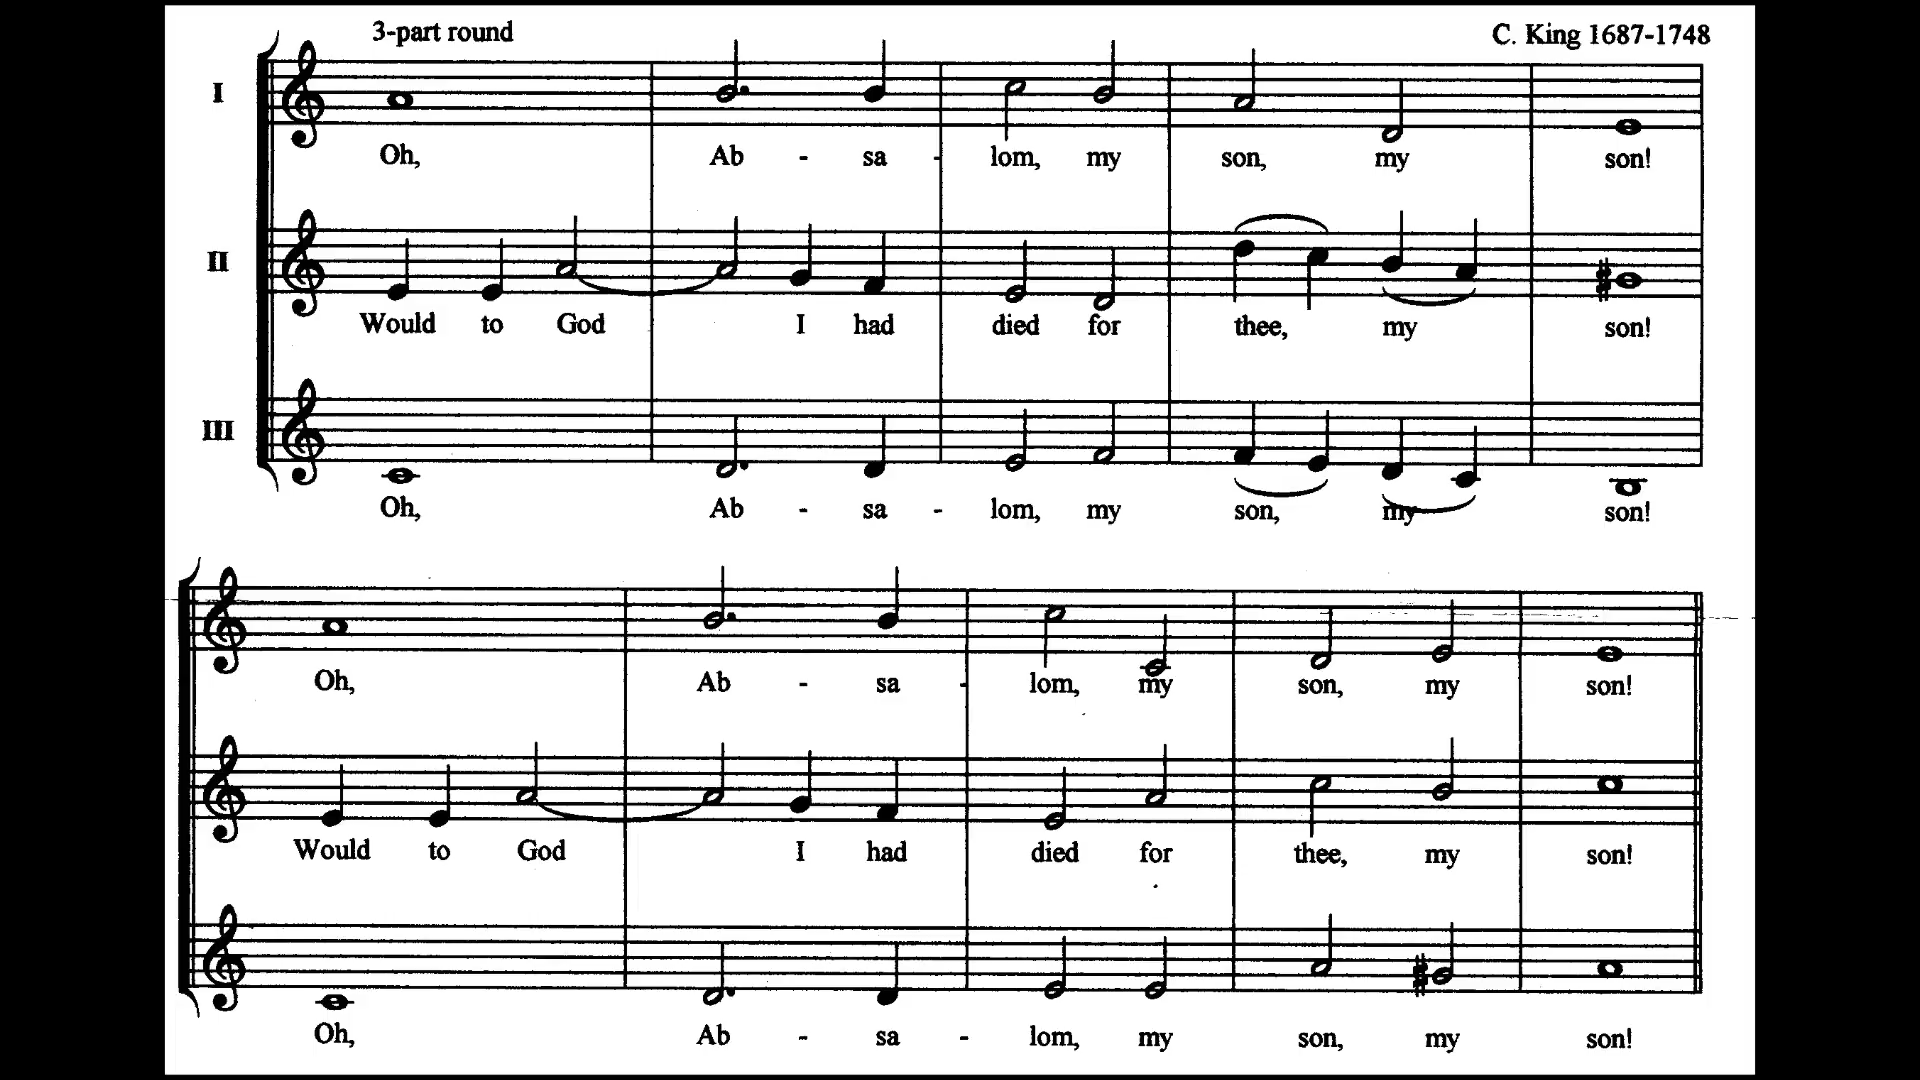 3-part round
C. King 1687-1748
I
Oh, Ab - sa - lom, my son, my son!
II
Would to God I had died for thee, my son!
III
Oh, Ab - sa - lom, my son, my son!
Oh, Ab - sa - lom, my son, my son!
Would to God I had died for thee, my son!
Oh, Ab - sa - lom, my son, my son!